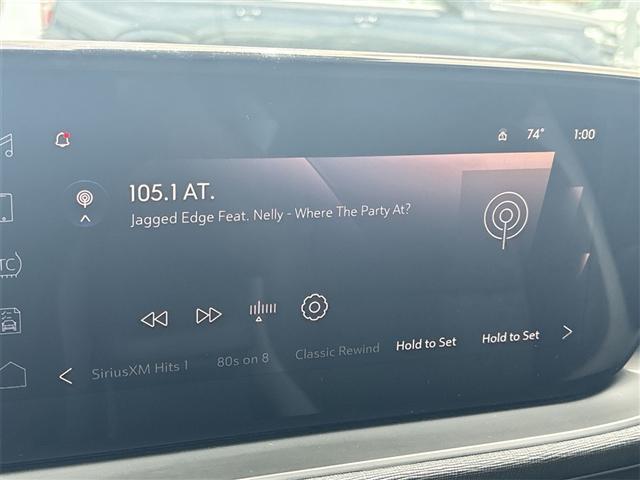 74° 1:00
105.1 AT.
Jagged Edge Feat. Nelly - Where The Party At?
TC
SiriusXM Hits 1 80s on 8 Classic Rewind Hold to Set Hold to Set